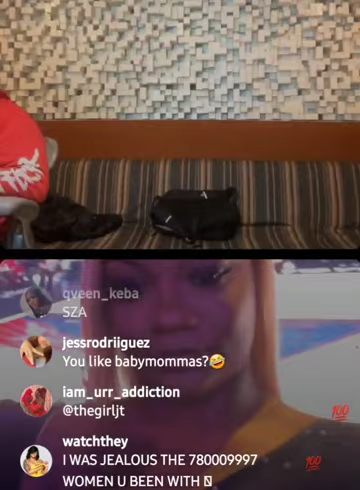 qveen_keba
SZA
jessrodriiguez
You like babymommas?🤣
iam_urr_addiction
@thegirljt
💯
watchthey
I WAS JEALOUS THE 780009997
💯
WOMEN U BEEN WITH